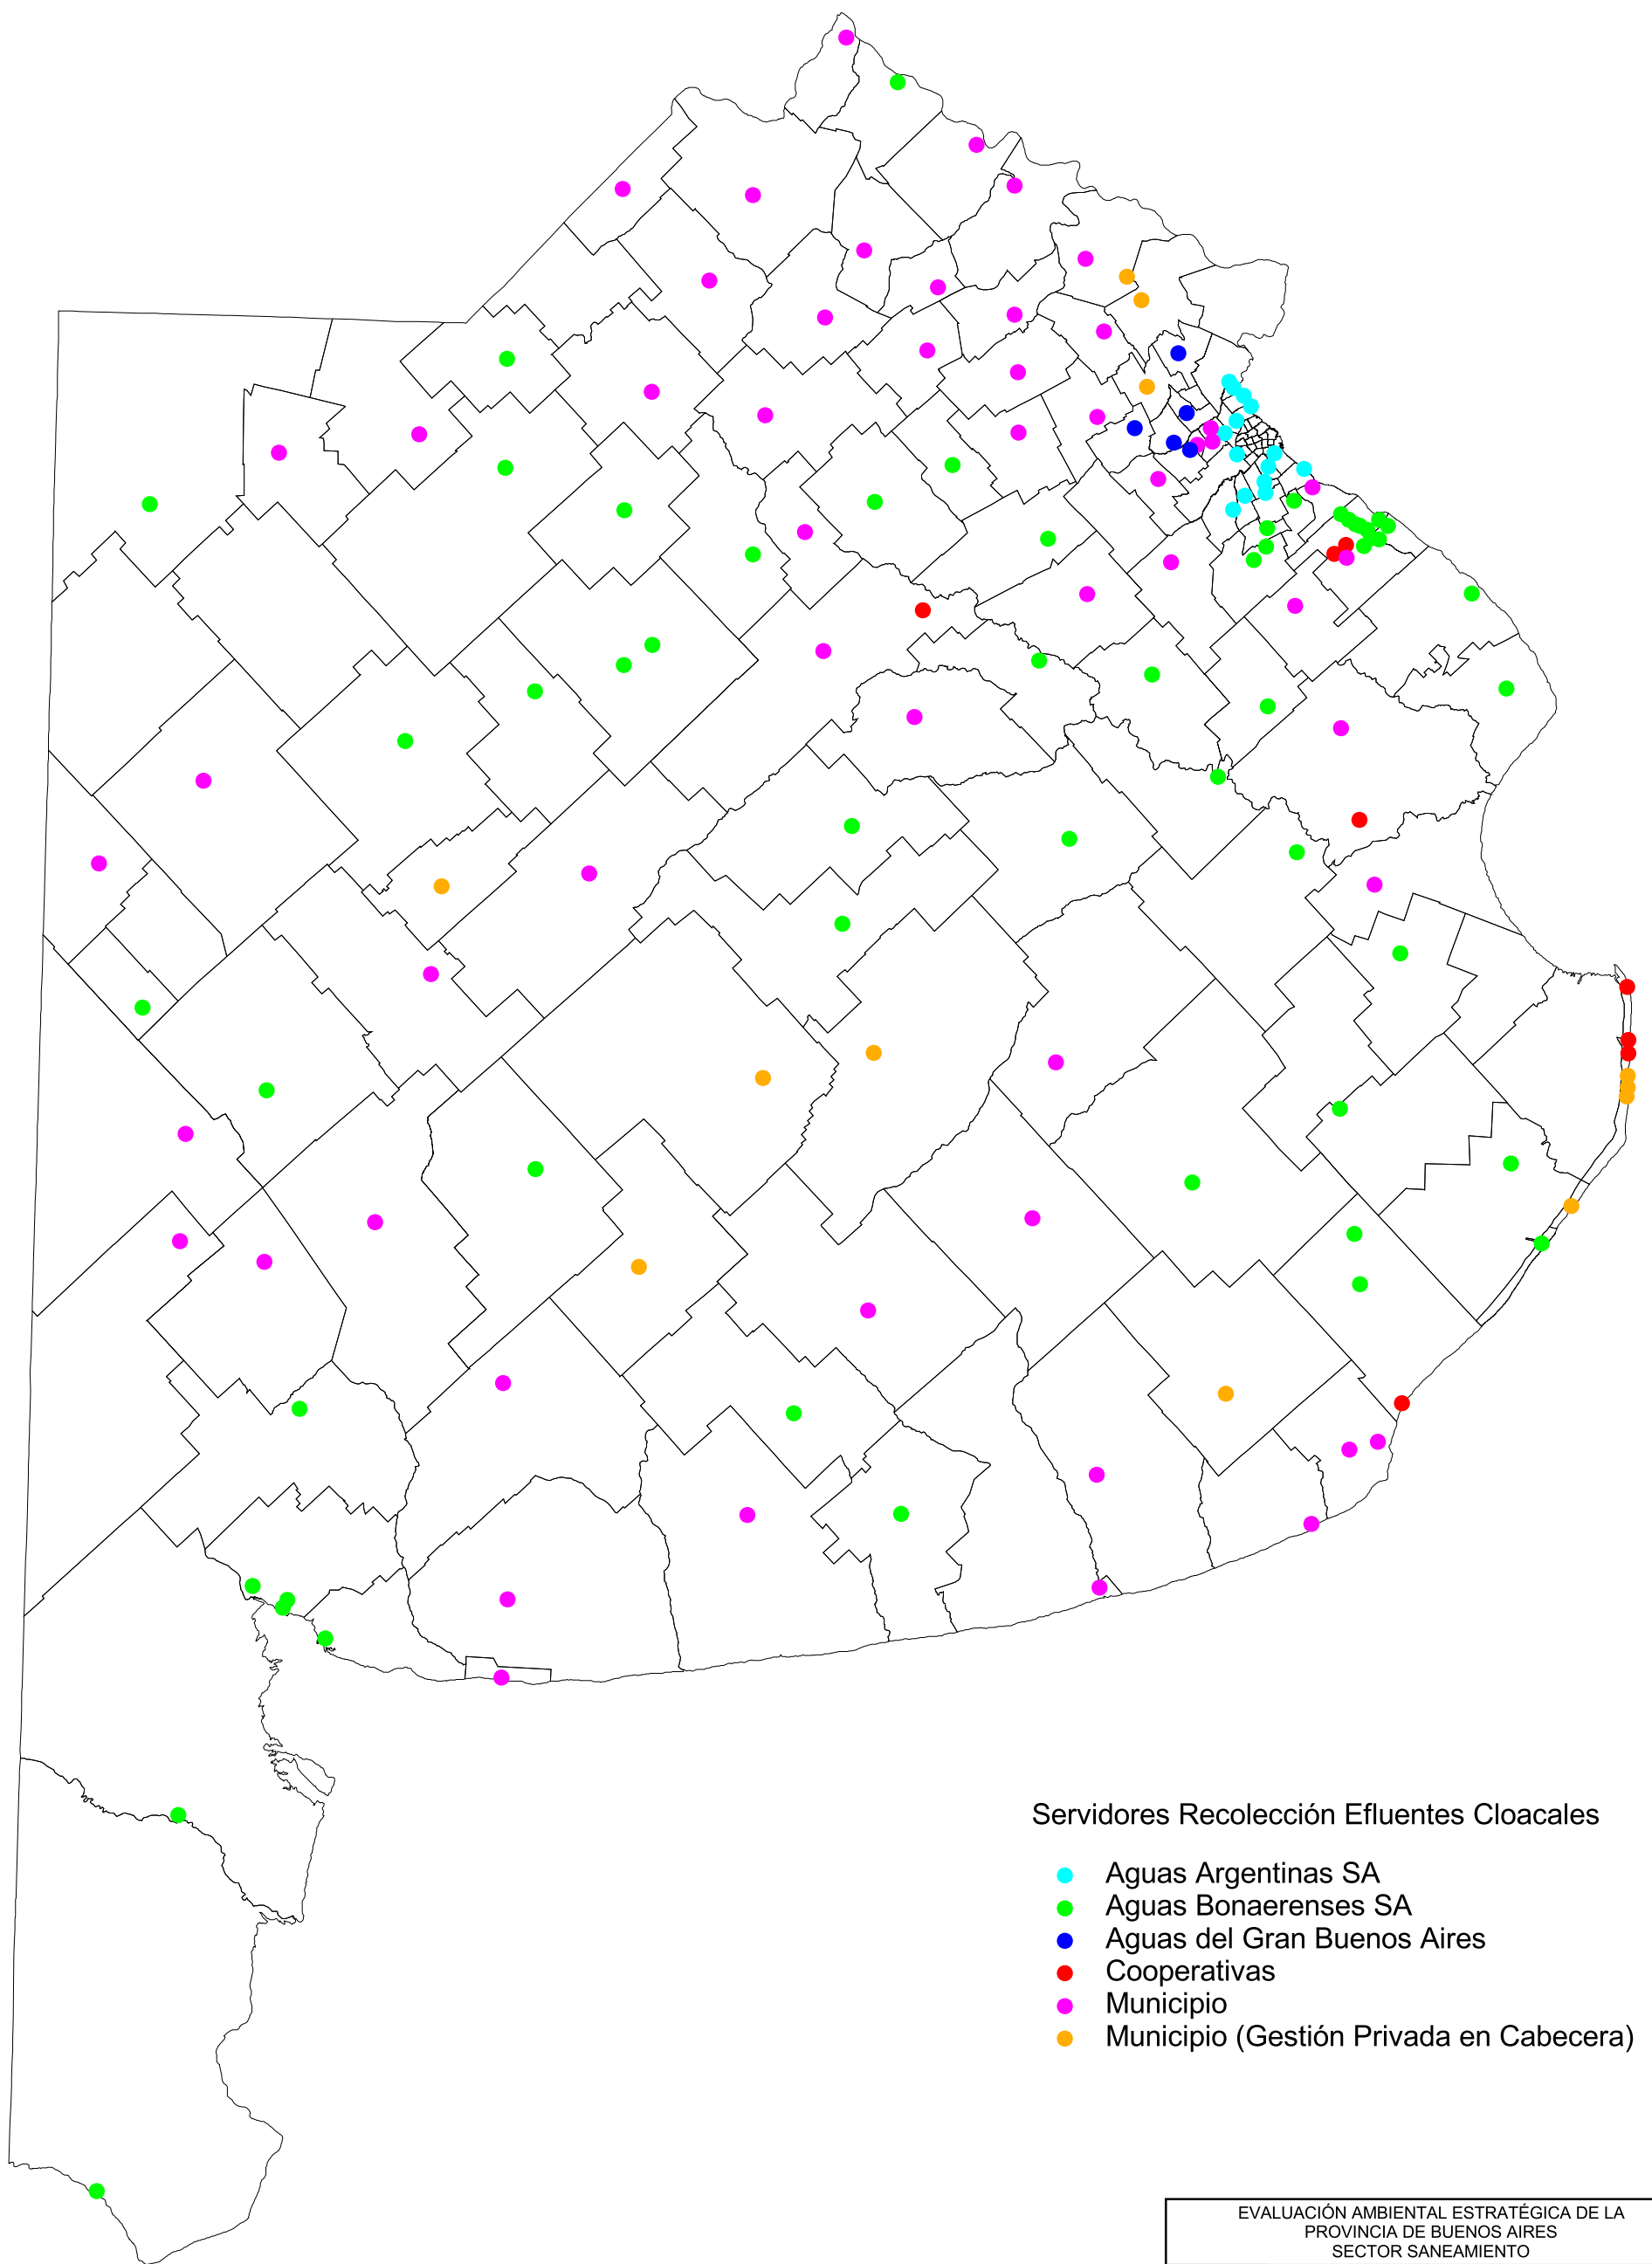 Servidores Recolección Efluentes Cloacales
Aguas Argentinas SA
Aguas Bonaerenses SA
Aguas del Gran Buenos Aires
Cooperativas
Municipio
Municipio (Gestión Privada en Cabecera)
EVALUACIÓN AMBIENTAL ESTRATÉGICA DE LA
PROVINCIA DE BUENOS AIRES
SECTOR SANEAMIENTO